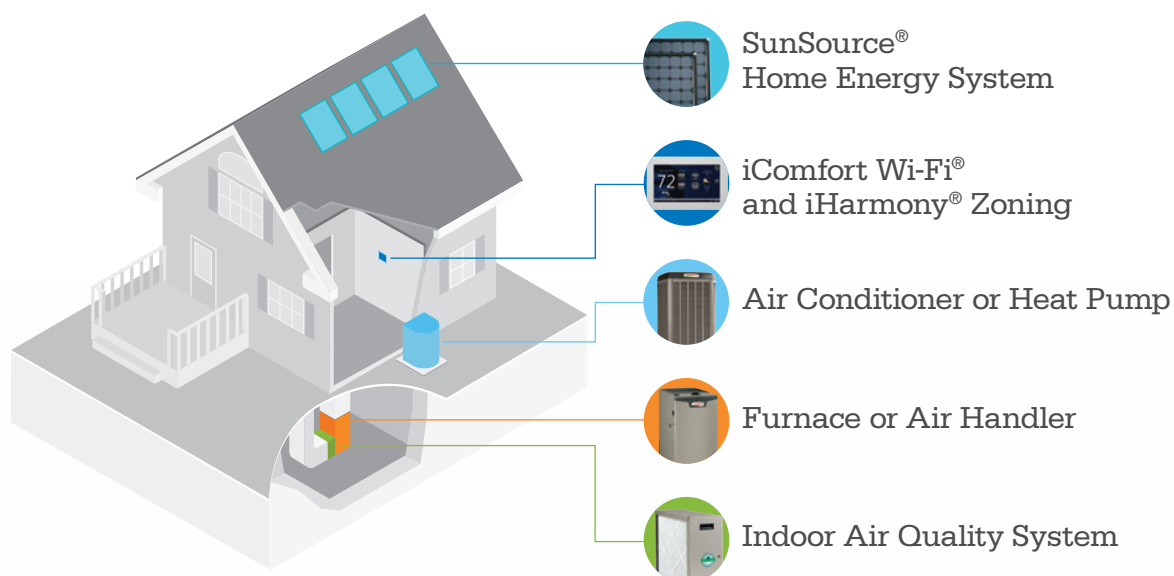 SunSource®
Home Energy System
72
iComfort Wi-Fi®
and iHarmony® Zoning
Air Conditioner or Heat Pump
Furnace or Air Handler
Indoor Air Quality System